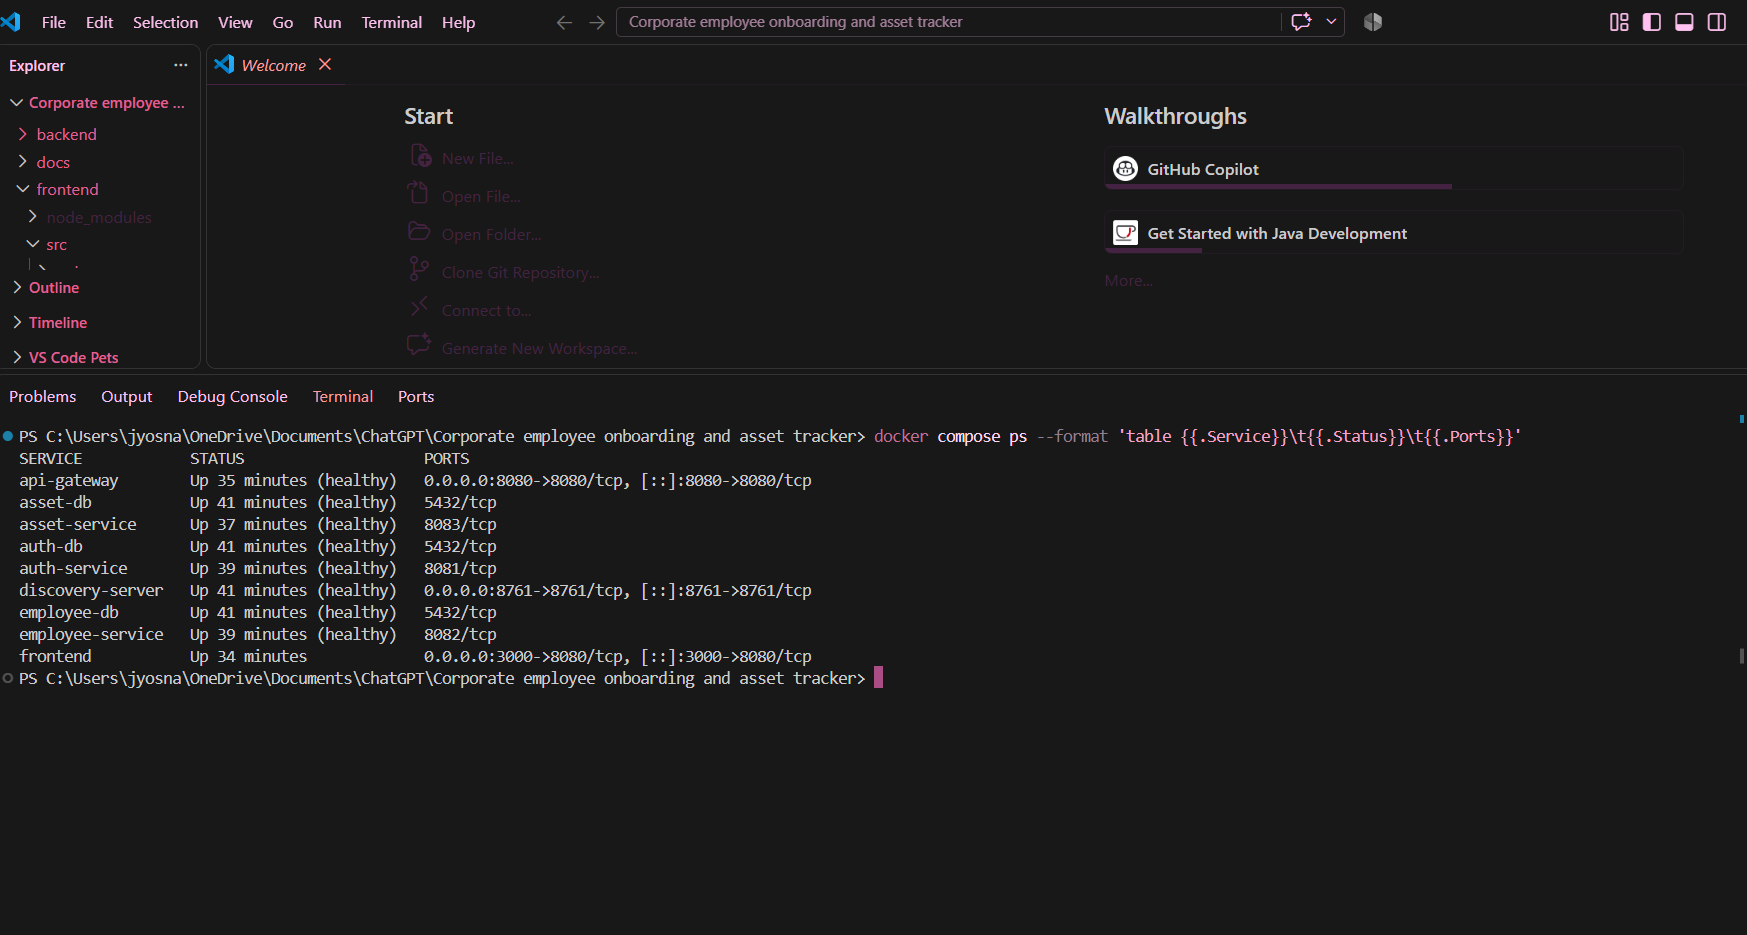 File Edit Selection View Go Run Terminal Help
Corporate employee onboarding and asset tracker
Explorer
Corporate employee ...
backend
docs
frontend
node_modules
src
Outline
Timeline
VS Code Pets
Welcome
Start
New File...
Open File...
Open Folder...
Clone Git Repository...
Connect to...
Generate New Workspace...
Walkthroughs
GitHub Copilot
Get Started with Java Development
More...
Problems Output Debug Console Terminal Ports
PS C:\Users\jyosna\OneDrive\Documents\ChatGPT\Corporate employee onboarding and asset tracker> docker compose ps --format 'table {{.Service}}\t{{.Status}}\t{{.Ports}}'
SERVICE STATUS PORTS
api-gateway Up 35 minutes (healthy) 0.0.0.0:8080->8080/tcp, [::]:8080->8080/tcp
asset-db Up 41 minutes (healthy) 5432/tcp
asset-service Up 37 minutes (healthy) 8083/tcp
auth-db Up 41 minutes (healthy) 5432/tcp
auth-service Up 39 minutes (healthy) 8081/tcp
discovery-server Up 41 minutes (healthy) 0.0.0.0:8761->8761/tcp, [::]:8761->8761/tcp
employee-db Up 41 minutes (healthy) 5432/tcp
employee-service Up 39 minutes (healthy) 8082/tcp
frontend Up 34 minutes 0.0.0.0:3000->8080/tcp, [::]:3000->8080/tcp
PS C:\Users\jyosna\OneDrive\Documents\ChatGPT\Corporate employee onboarding and asset tracker>